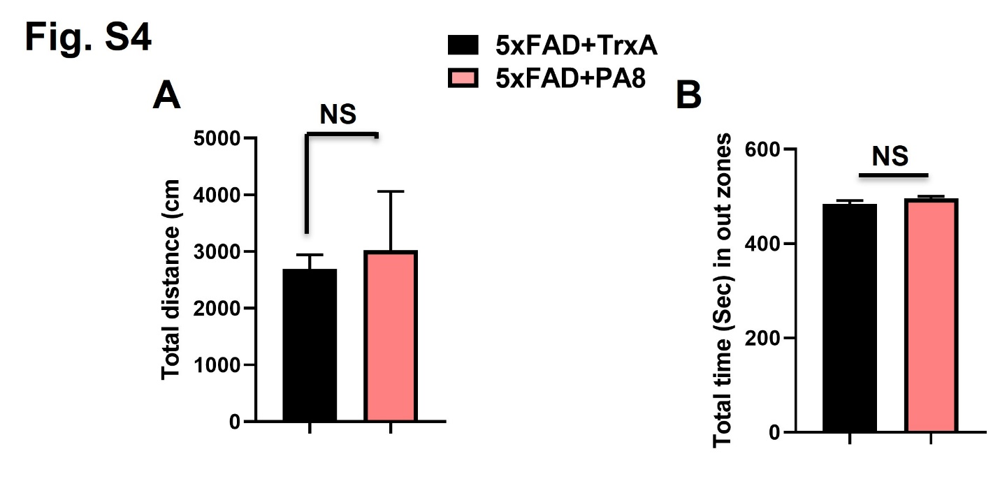 Fig. S4
5xFAD+TrxA
5xFAD+PA8
A
NS
5000
4000
3000
2000
1000
0
Total distance (cm
B
NS
600
400
200
0
Total time (Sec) in out zones